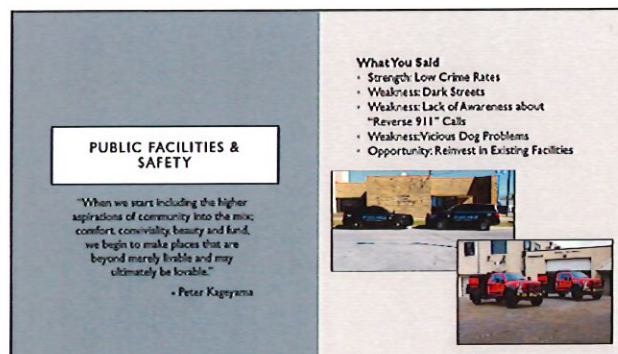 PUBLIC FACILITIES &
SAFETY
"When we start including the higher
aspirations of community into the mix;
comfort, conviviality, beauty and fund,
we begin to make places that are
beyond merely livable and may
ultimately be lovable."
- Peter Kageyama
What You Said
• Strength: Low Crime Rates
• Weakness: Dark Streets
• Weakness: Lack of Awareness about
"Reverse 911" Calls
• Weakness: Vicious Dog Problems
• Opportunity: Reinvest in Existing Facilities